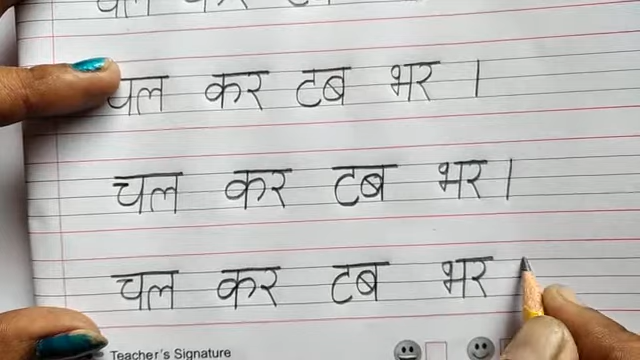 चल कर टब भर ।
चल कर टब भर ।
चल कर टब भर
Teacher's Signature